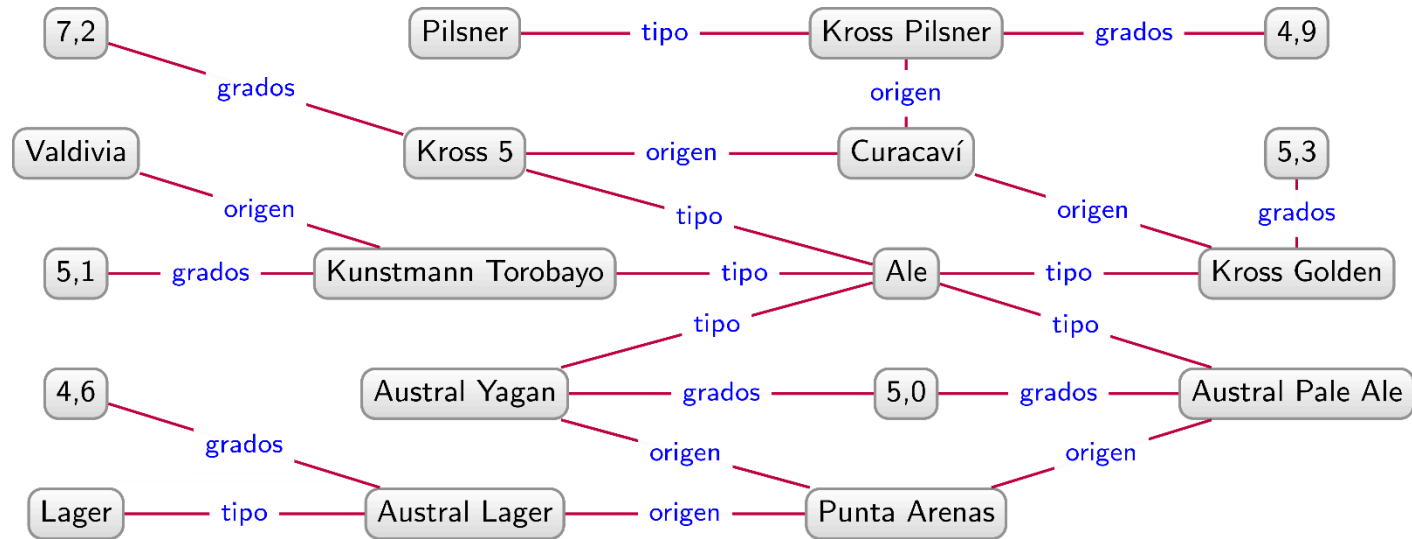 7,2
Pilsner tipo Kross Pilsner grados 4,9
grados origen
Valdivia Kross 5 origen Curacaví 5,3
origen tipo origen grados
5,1 grados Kunstmann Torobayo tipo Ale tipo Kross Golden
tipo tipo
4,6 Austral Yagan grados 5,0 grados Austral Pale Ale
grados origen origen
Lager tipo Austral Lager origen Punta Arenas